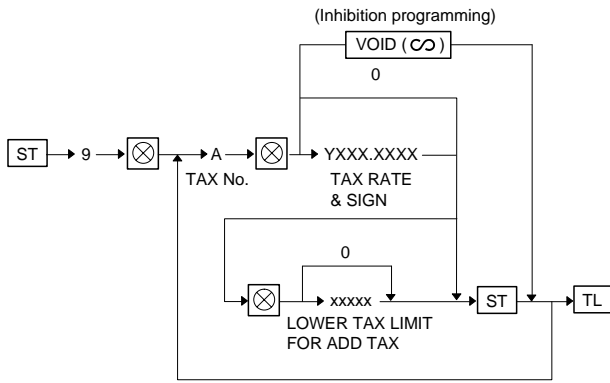 (Inhibition programming)
VOID ( )
0
ST 9 A YXXX.XXXX
TAX No. TAX RATE
& SIGN
0
xxxxx ST TL
LOWER TAX LIMIT
FOR ADD TAX